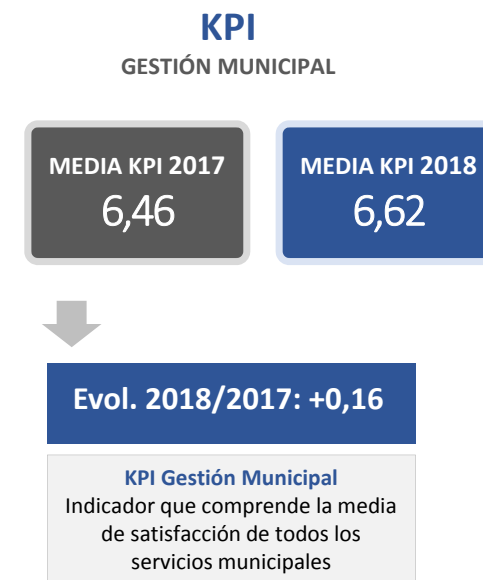 KPI
GESTIÓN MUNICIPAL
MEDIA KPI 2017
6,46
MEDIA KPI 2018
6,62
Evol. 2018/2017: +0,16
KPI Gestión Municipal
Indicador que comprende la media
de satisfacción de todos los
servicios municipales